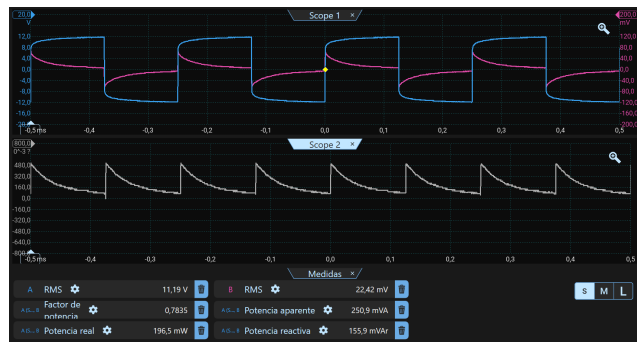 20,0 Scope 1 × 200,0
V mV
12,0 120,0
8,0 80,0
4,0 40,0
0,0 0,0
-4,0 -40,0
-8,0 -80,0
-12,0 -120,0
-16,0 -160,0
-20,0 -200,0
-0,5 ms -0,4 -0,3 -0,2 -0,1 0,0 0,1 0,2 0,3 0,4 0,5
800,0 Scope 2 ×
0^-3 ?
480,0
320,0
160,0
0,0
-160,0
-320,0
-480,0
-640,0
-800,0
-0,5 ms -0,4 -0,3 -0,2 -0,1 0,0 0,1 0,2 0,3 0,4 0,5
Medidas ×
A RMS 11,19 V B RMS 22,42 mV S M L
Factor de potencia 0,7835 Potencia aparente 250,9 mVA
Potencia real 196,5 mW Potencia reactiva 155,9 mVAr